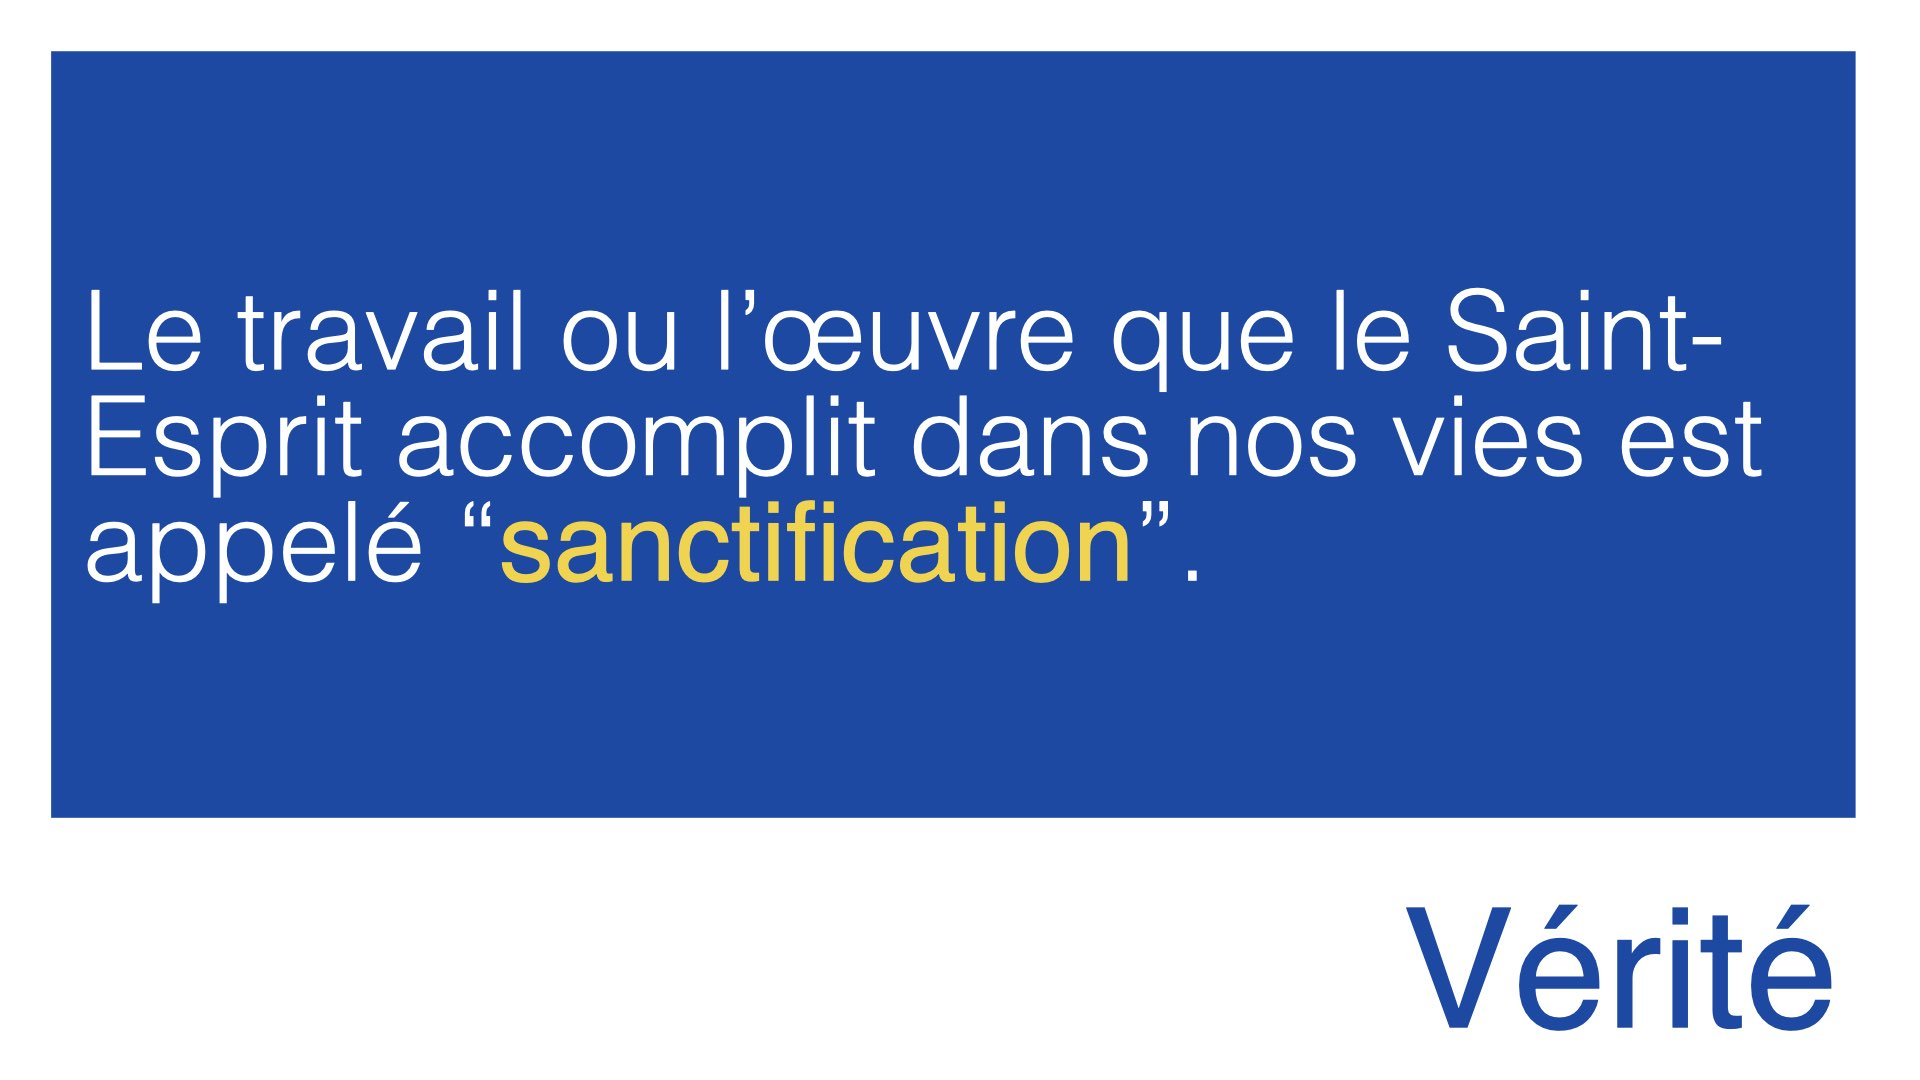 Le travail ou l’œuvre que le Saint-
Esprit accomplit dans nos vies est
appelé “sanctification”.
Vérité